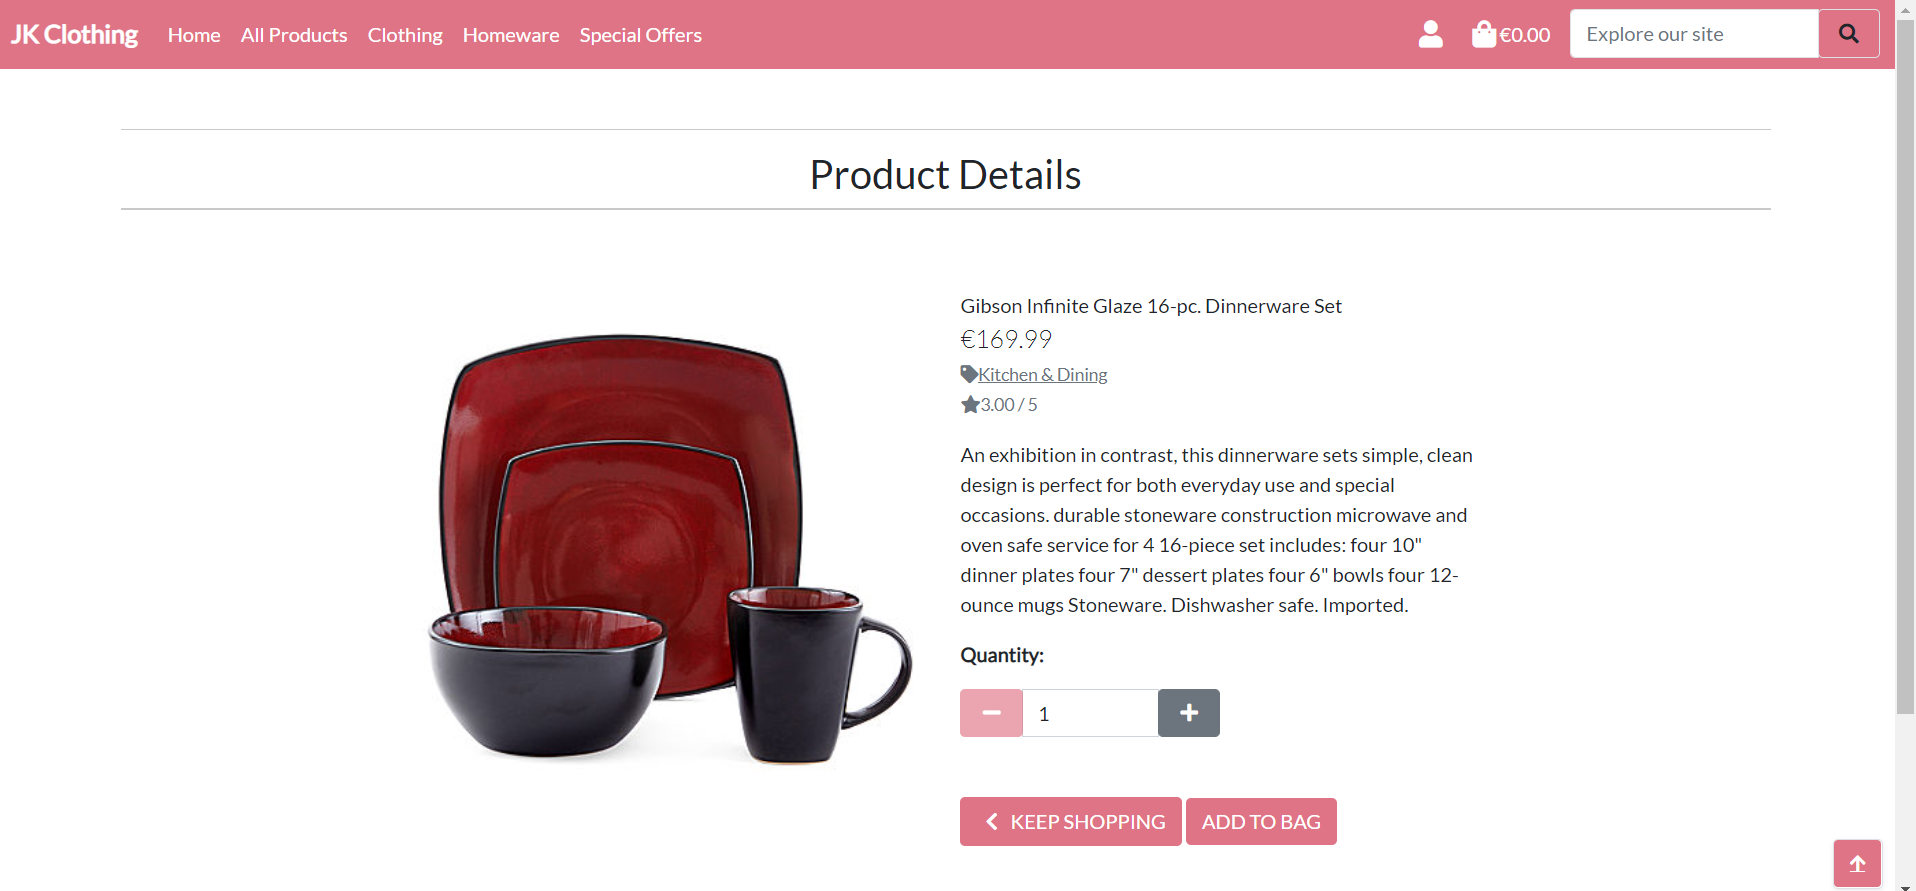 JK Clothing Home All Products Clothing Homeware Special Offers €0.00 Explore our site
Product Details
Gibson Infinite Glaze 16-pc. Dinnerware Set
€169.99
Kitchen & Dining
3.00 / 5
An exhibition in contrast, this dinnerware sets simple, clean
design is perfect for both everyday use and special
occasions. durable stoneware construction microwave and
oven safe service for 4 16-piece set includes: four 10"
dinner plates four 7" dessert plates four 6" bowls four 12-
ounce mugs Stoneware. Dishwasher safe. Imported.
Quantity:
1
KEEP SHOPPING ADD TO BAG